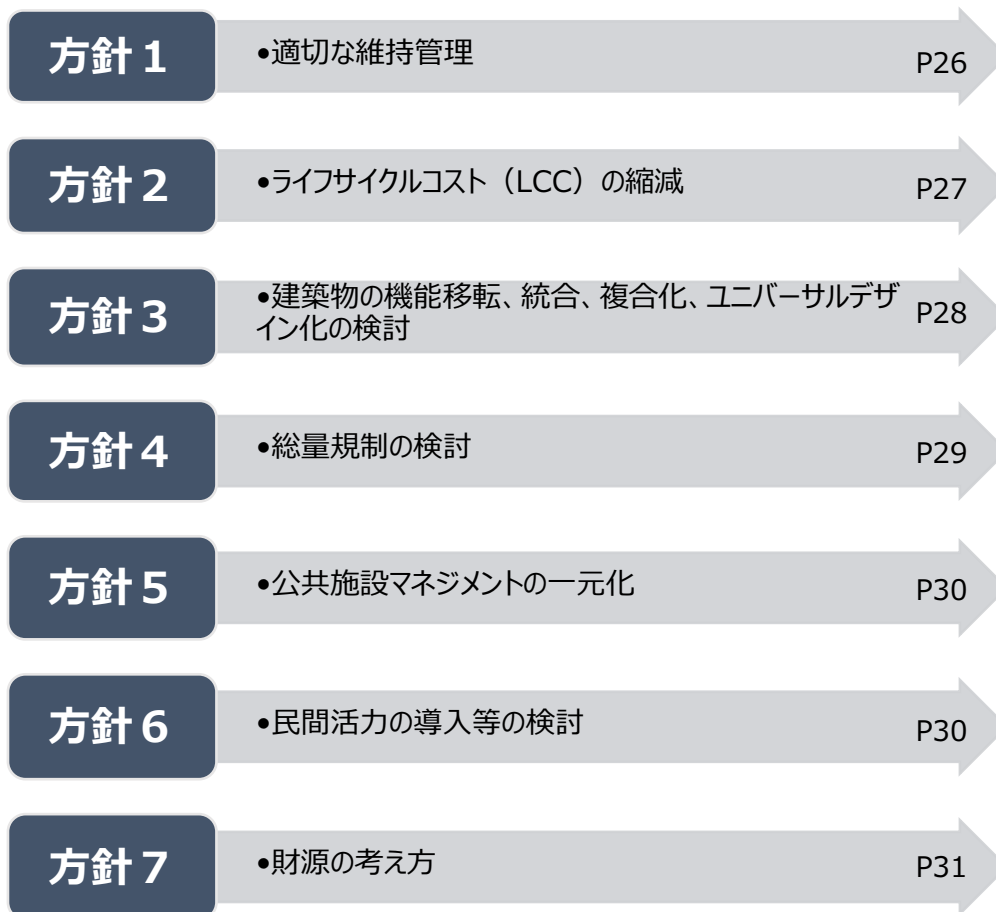 方針１
•適切な維持管理
P26
方針２
•ライフサイクルコスト（LCC）の縮減
P27
方針３
•建築物の機能移転、統合、複合化、ユニバーサルデザ
イン化の検討
P28
方針４
•総量規制の検討
P29
方針５
•公共施設マネジメントの一元化
P30
方針６
•民間活力の導入等の検討
P30
方針７
•財源の考え方
P31